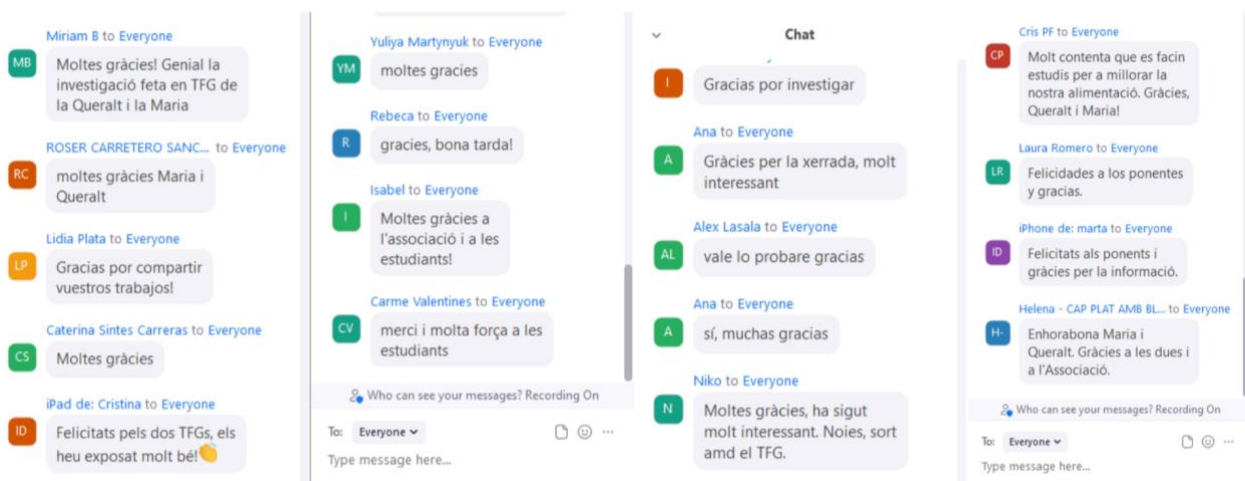 Miriam B to Everyone
MB
Moltes gràcies! Genial la
investigació feta en TFG de
la Queralt i la Maria
ROSER CARRETERO SANC... to Everyone
RC
moltes gràcies Maria i
Queralt
Lidia Plata to Everyone
LP
Gracias por compartir
vuestros trabajos!
Caterina Sintes Carreras to Everyone
CS
Moltes gràcies
iPad de: Cristina to Everyone
ID
Felicitats pels dos TFGs, els
heu exposat molt bé!👏
Yuliya Martynyuk to Everyone
YM
moltes gracies
Rebeca to Everyone
R
gracies, bona tarda!
Isabel to Everyone
I
Moltes gràcies a
l'associació i a les
estudiants!
Carme Valentines to Everyone
CV
merci i molta força a les
estudiants
Who can see your messages? Recording On
To: Everyone
Type message here...
Chat
I
Gracias por investigar
Ana to Everyone
A
Gràcies per la xerrada, molt
interessant
Alex Lasala to Everyone
AL
vale lo probare gracias
Ana to Everyone
A
sí, muchas gracias
Niko to Everyone
N
Moltes gràcies, ha sigut
molt interessant. Noies, sort
amd el TFG.
Cris PF to Everyone
CP
Molt contenta que es facin
estudis per a millorar la
nostra alimentació. Gràcies,
Queralt i Maria!
Laura Romero to Everyone
LR
Felicidades a los ponentes
y gracias.
iPhone de: marta to Everyone
ID
Felicitats als ponents i
gràcies per la informació.
Helena - CAP PLAT AMB BL... to Everyone
H-
Enhorabona Maria i
Queralt. Gràcies a les dues i
a l'Associació.
Who can see your messages? Recording On
To: Everyone
Type message here...